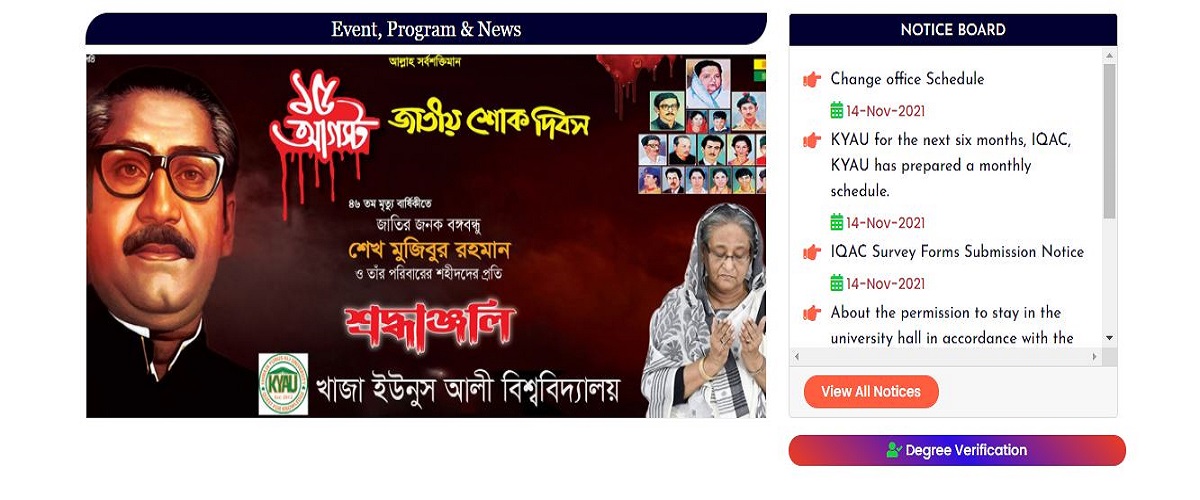 Event, Program & News
আল্লাহ সর্বশক্তিমান
১৫
আগস্ট
জাতীয় শোক দিবস
৪৬ তম মৃত্যু বার্ষিকীতে
জাতির জনক বঙ্গবন্ধু
শেখ মুজিবুর রহমান
ও তাঁর পরিবারের শহীদদের প্রতি
শ্রদ্ধাঞ্জলি
KYAU
খাজা ইউনুস আলী বিশ্ববিদ্যালয়
NOTICE BOARD
Change office Schedule
14-Nov-2021
KYAU for the next six months, IQAC,
KYAU has prepared a monthly
schedule.
14-Nov-2021
IQAC Survey Forms Submission Notice
14-Nov-2021
About the permission to stay in the
university hall in accordance with the
View All Notices
Degree Verification